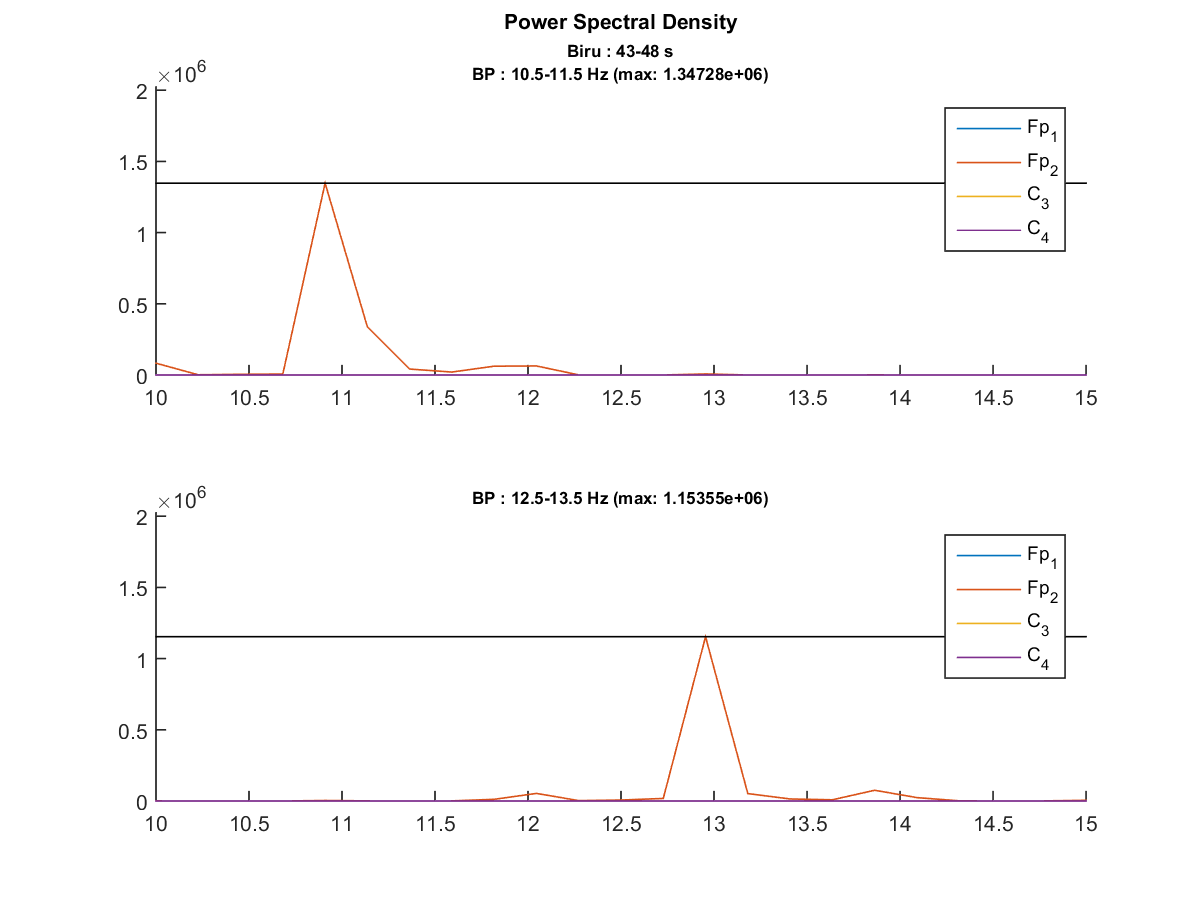 Power Spectral Density
Biru : 43-48 s
BP : 10.5-11.5 Hz (max: 1.34728e+06)
×10⁶
2
1.5
1
0.5
0
10 10.5 11 11.5 12 12.5 13 13.5 14 14.5 15
Fp₁
Fp₂
C₃
C₄
BP : 12.5-13.5 Hz (max: 1.15355e+06)
×10⁶
2
1.5
1
0.5
0
10 10.5 11 11.5 12 12.5 13 13.5 14 14.5 15
Fp₁
Fp₂
C₃
C₄